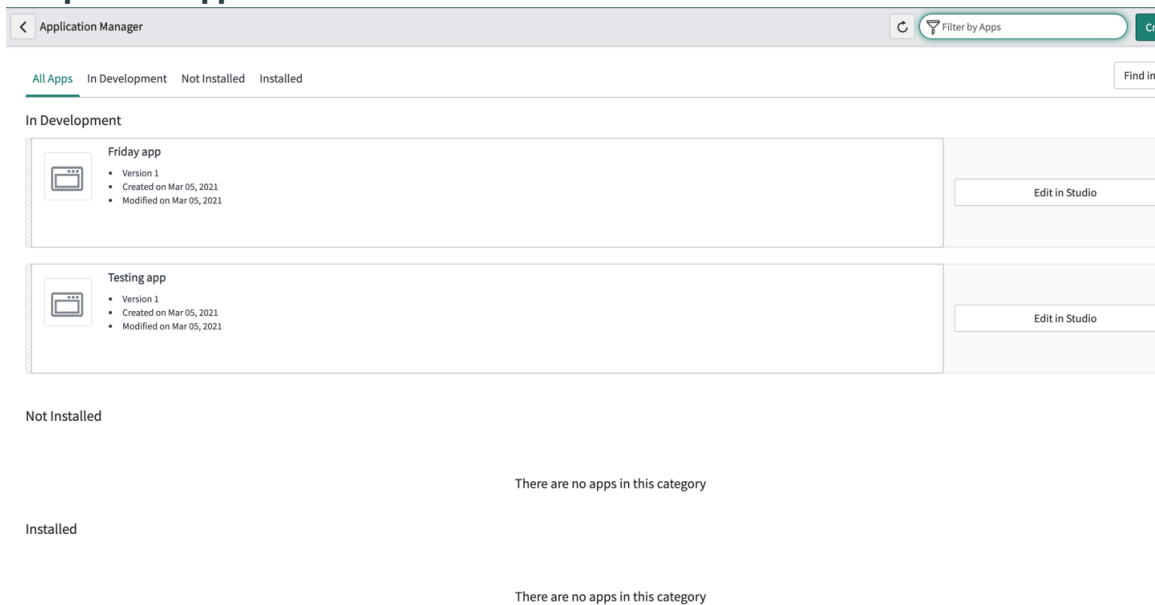 Application Manager
Filter by Apps
All Apps In Development Not Installed Installed
Find in
In Development
Friday app
• Version 1
• Created on Mar 05, 2021
• Modified on Mar 05, 2021
Edit in Studio
Testing app
• Version 1
• Created on Mar 05, 2021
• Modified on Mar 05, 2021
Edit in Studio
Not Installed
There are no apps in this category
Installed
There are no apps in this category